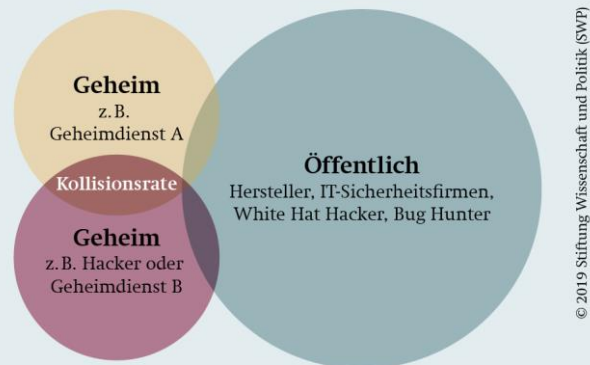 Geheim
z. B.
Geheimdienst A
Kollisionsrate
Geheim
z. B. Hacker oder
Geheimdienst B
Öffentlich
Hersteller, IT-Sicherheitsfirmen,
White Hat Hacker, Bug Hunter
© 2019 Stiftung Wissenschaft und Politik (SWP)